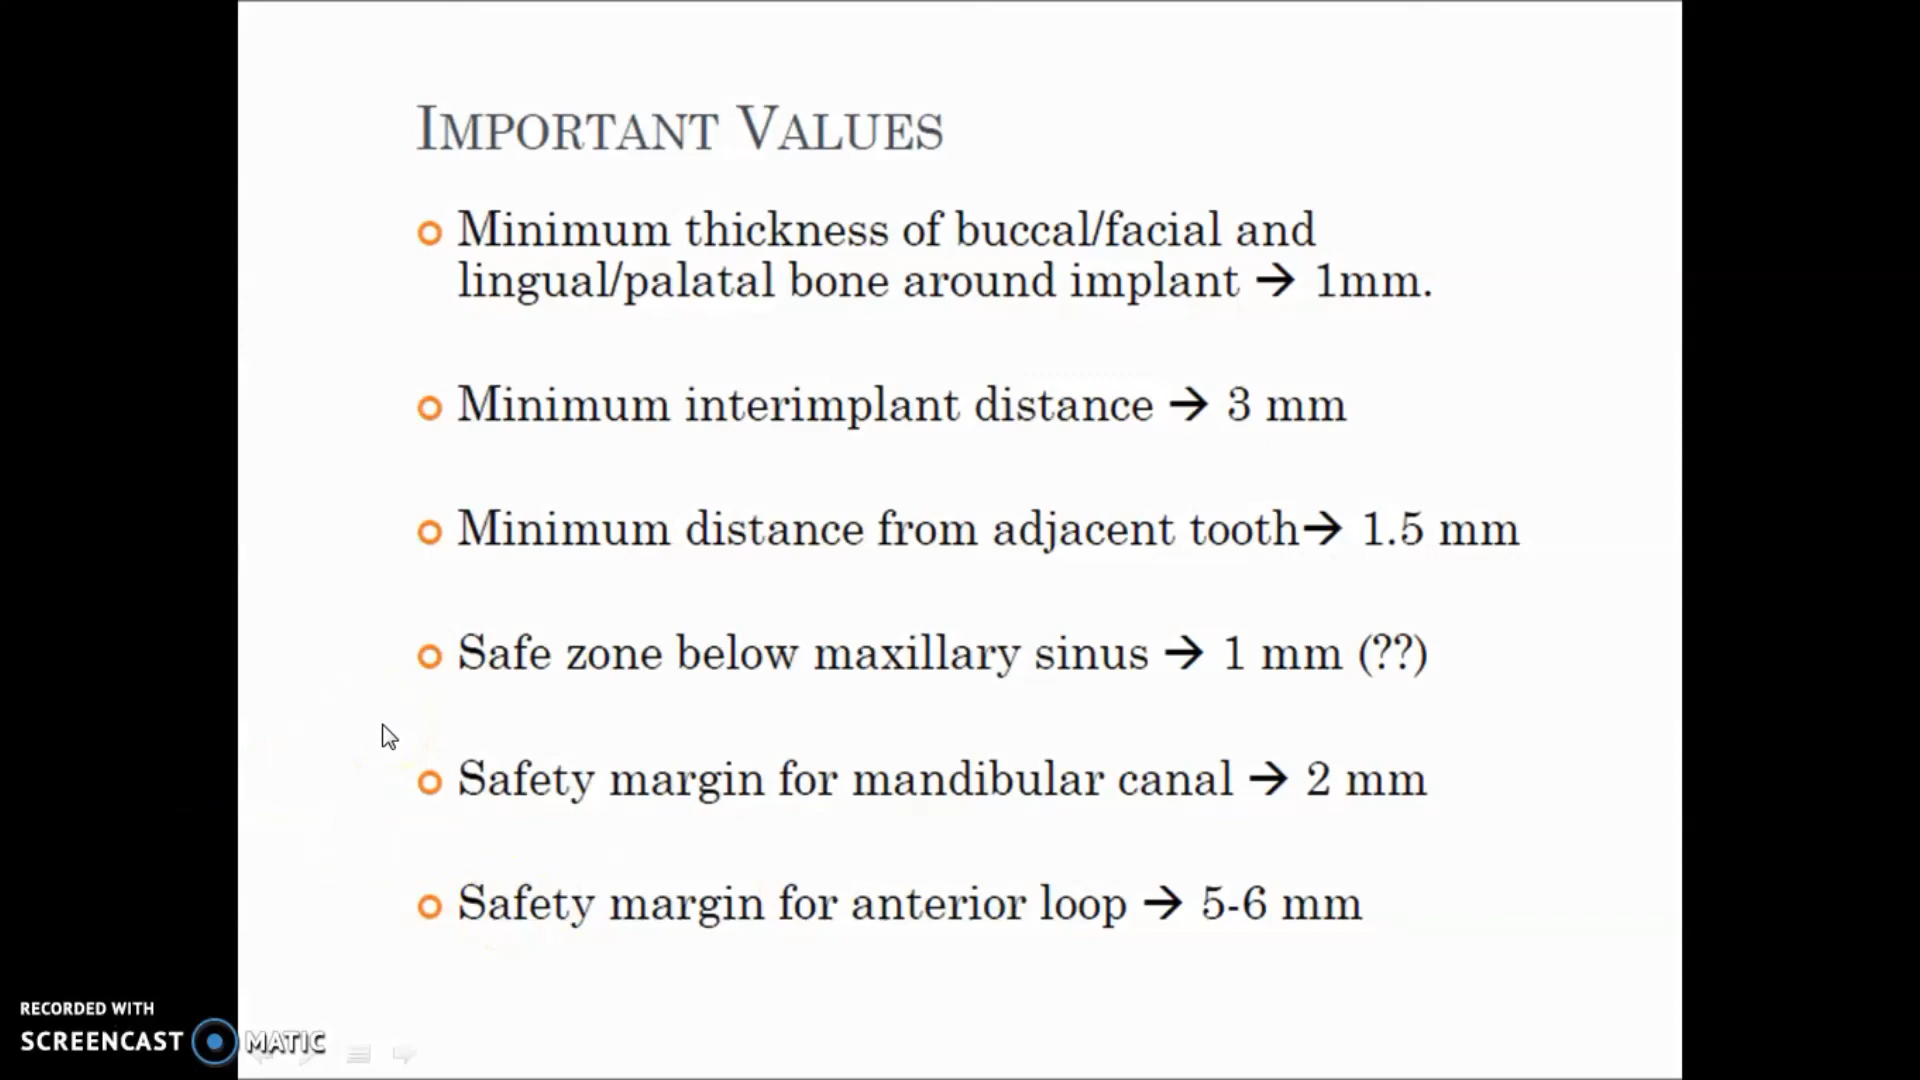 IMPORTANT VALUES
Minimum thickness of buccal/facial and
lingual/palatal bone around implant → 1mm.
Minimum interimplant distance → 3 mm
Minimum distance from adjacent tooth→ 1.5 mm
Safe zone below maxillary sinus → 1 mm (??)
Safety margin for mandibular canal → 2 mm
Safety margin for anterior loop → 5-6 mm
RECORDED WITH
SCREENCAST MATIC